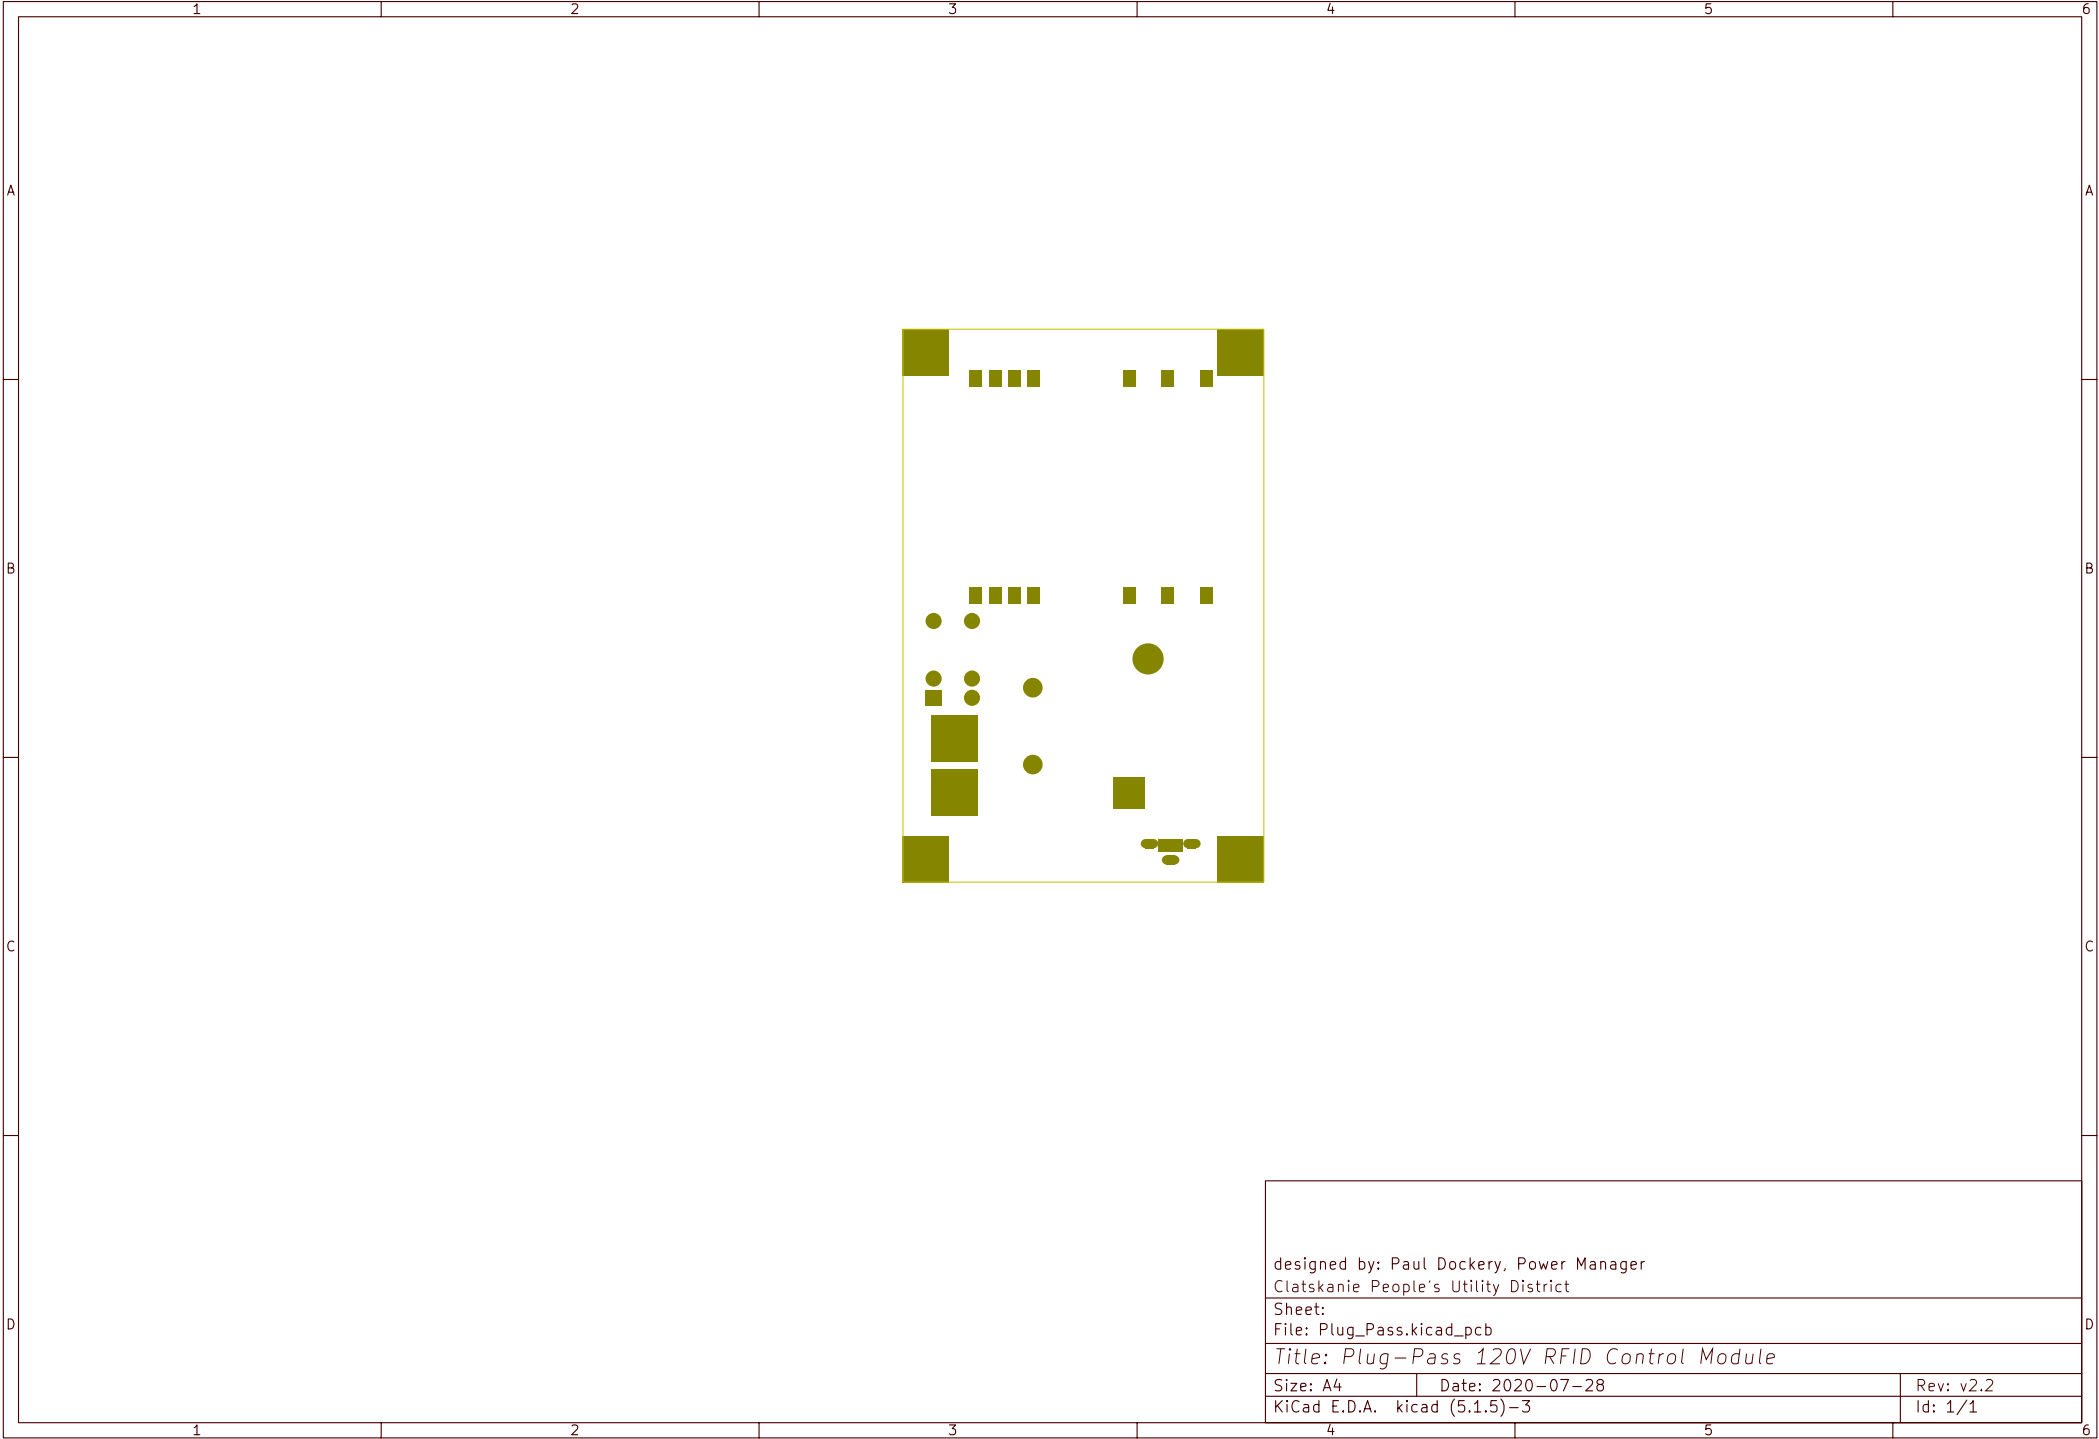 1 2 3 4 5 6
A A
B B
C C
D D
designed by: Paul Dockery, Power Manager
Clatskanie People's Utility District
Sheet:
File: Plug_Pass.kicad_pcb
Title: Plug-Pass 120V RFID Control Module
Size: A4 Date: 2020-07-28 Rev: v2.2
KiCad E.D.A. kicad (5.1.5)-3 Id: 1/1
1 2 3 4 5 6